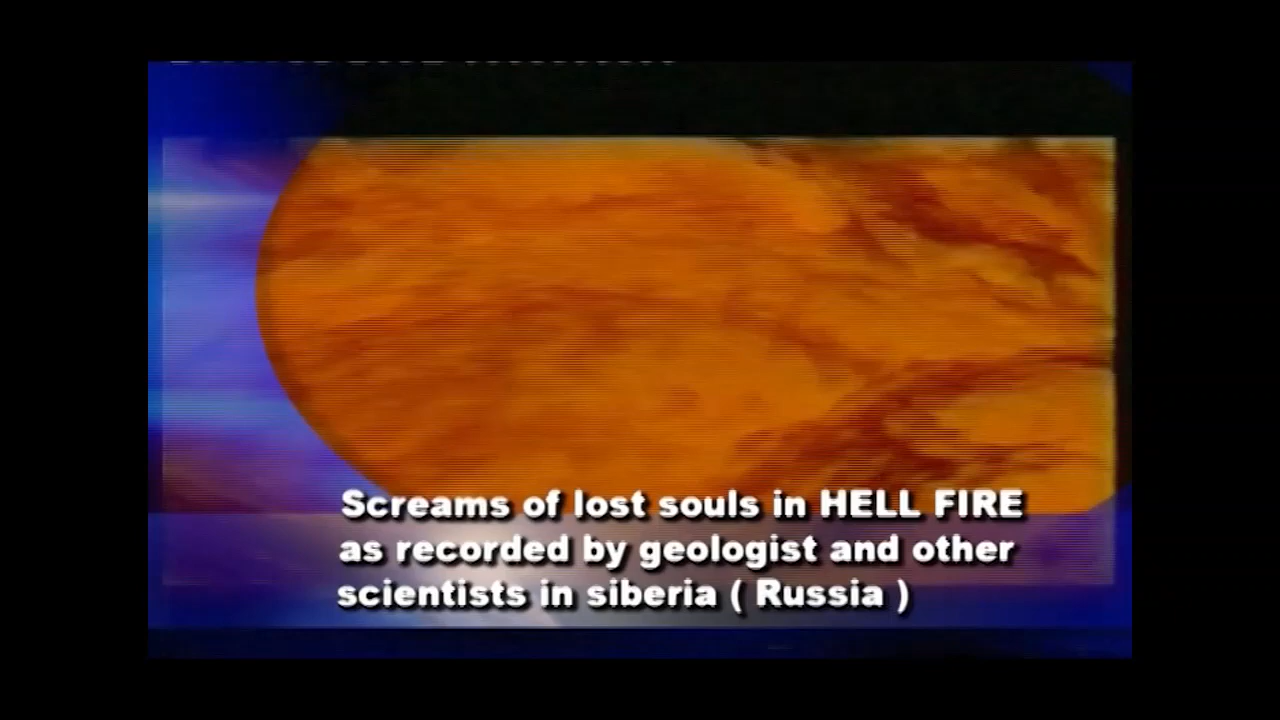 Screams of lost souls in HELL FIRE
as recorded by geologist and other
scientists in siberia ( Russia )